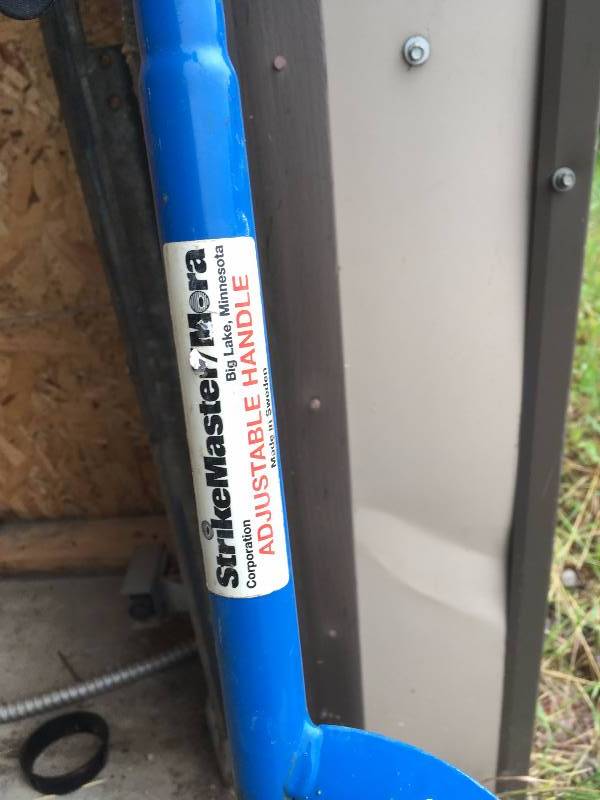 StrikeMaster/Mora
Corporation Big Lake, Minnesota
ADJUSTABLE HANDLE
Made in Sweden